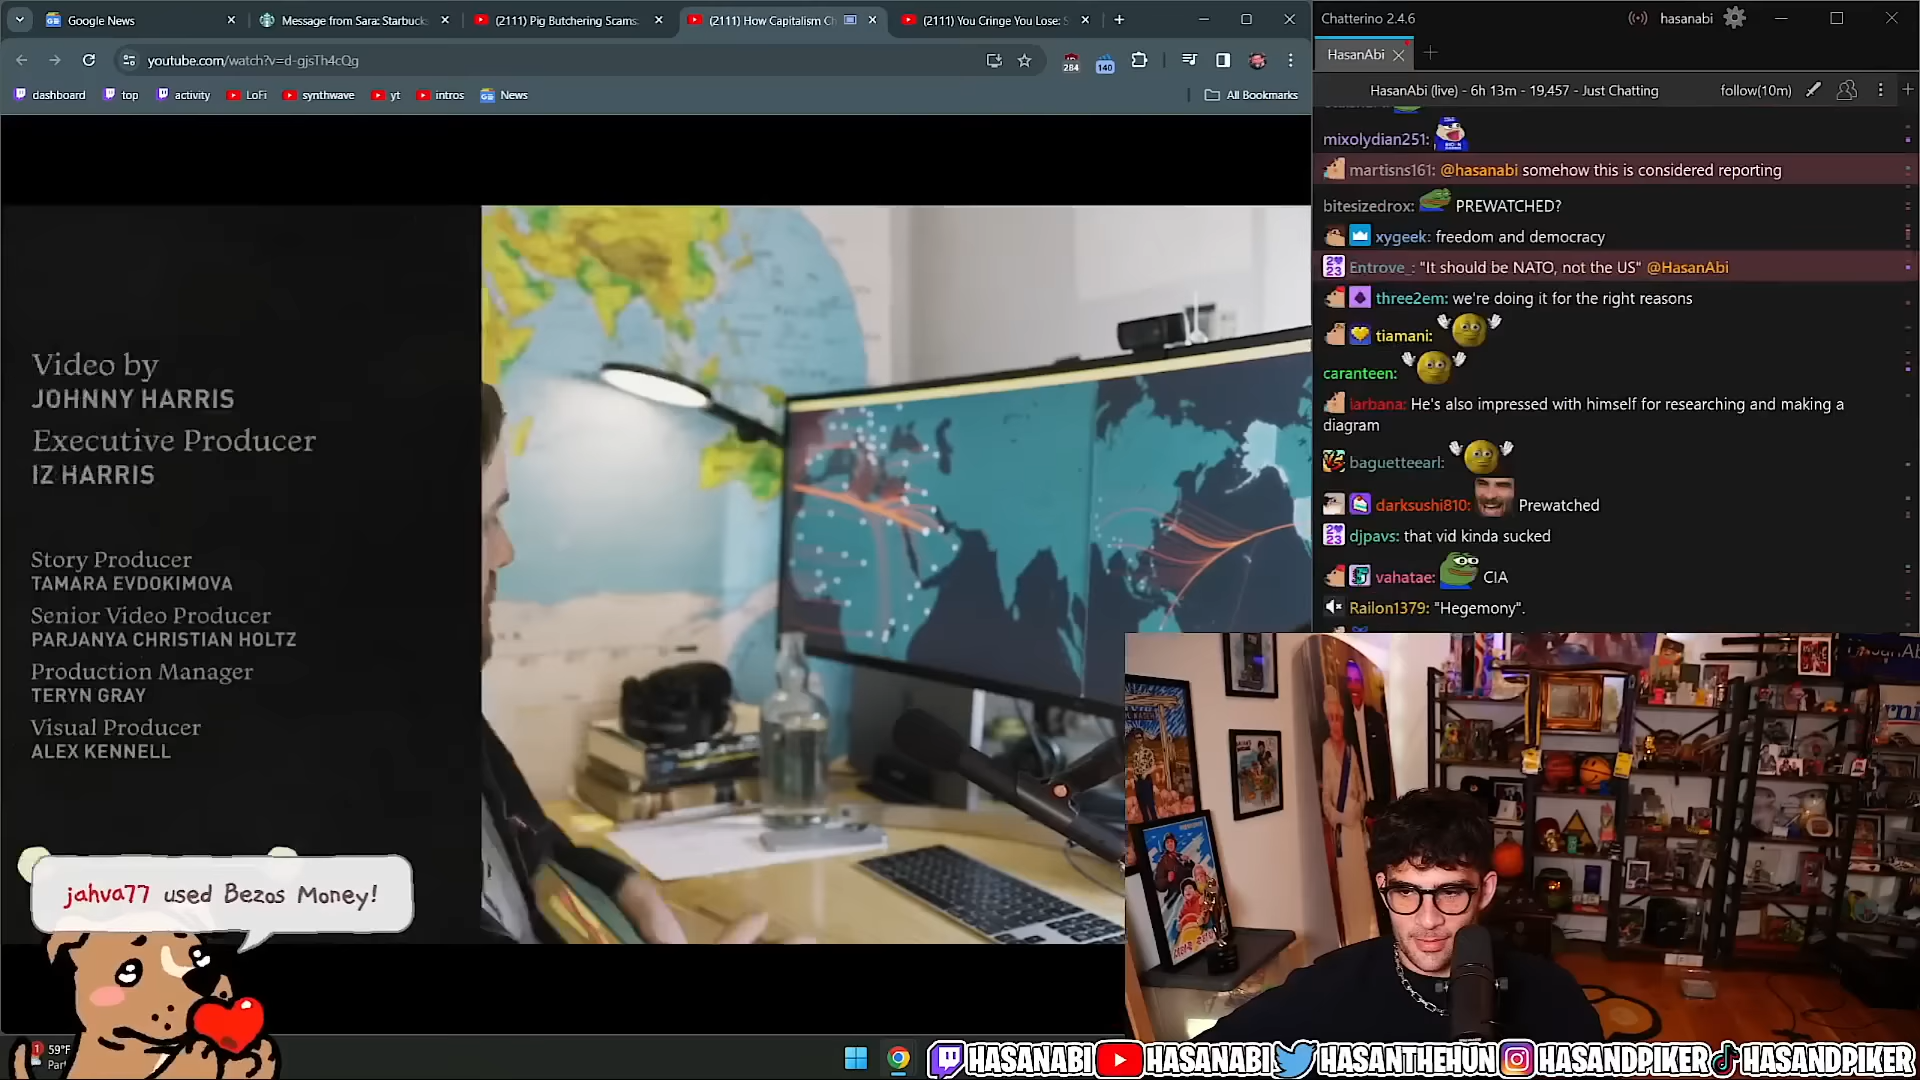 Google News
Message from Sara: Starbuck
(2111) Pig Butchering Scams:
(2111) How Capitalism Ch
(2111) You Cringe You Lose: S
Chatterino 2.4.6
hasanabi
youtube.com/watch?v=d-gjsTh4cQg
284
140
HasanAbi
dashboard
top
activity
LoFi
synthwave
yt
intros
News
All Bookmarks
HasanAbi (live) - 6h 13m - 19,457 - Just Chatting
follow(10m)
mixolydian251:
martisns161: @hasanabi somehow this is considered reporting
bitesizedrox: PREWATCHED?
xygeek: freedom and democracy
Entrove_: "It should be NATO, not the US" @HasanAbi
three2em: we're doing it for the right reasons
tiamani:
caranteen:
iarbana: He's also impressed with himself for researching and making a
diagram
baguetteearl:
darksushi810: Prewatched
djpavs: that vid kinda sucked
vahatae: CIA
Railon1379: "Hegemony".
Video by
JOHNNY HARRIS
Executive Producer
IZ HARRIS
Story Producer
TAMARA EVDOKIMOVA
Senior Video Producer
PARJANYA CHRISTIAN HOLTZ
Production Manager
TERYN GRAY
Visual Producer
ALEX KENNELL
jahva77 used Bezos Money!
1
59°F
HASANABI
HASANABI
HASANTHEHUN
HASANDPIKER
HASANDPIKER